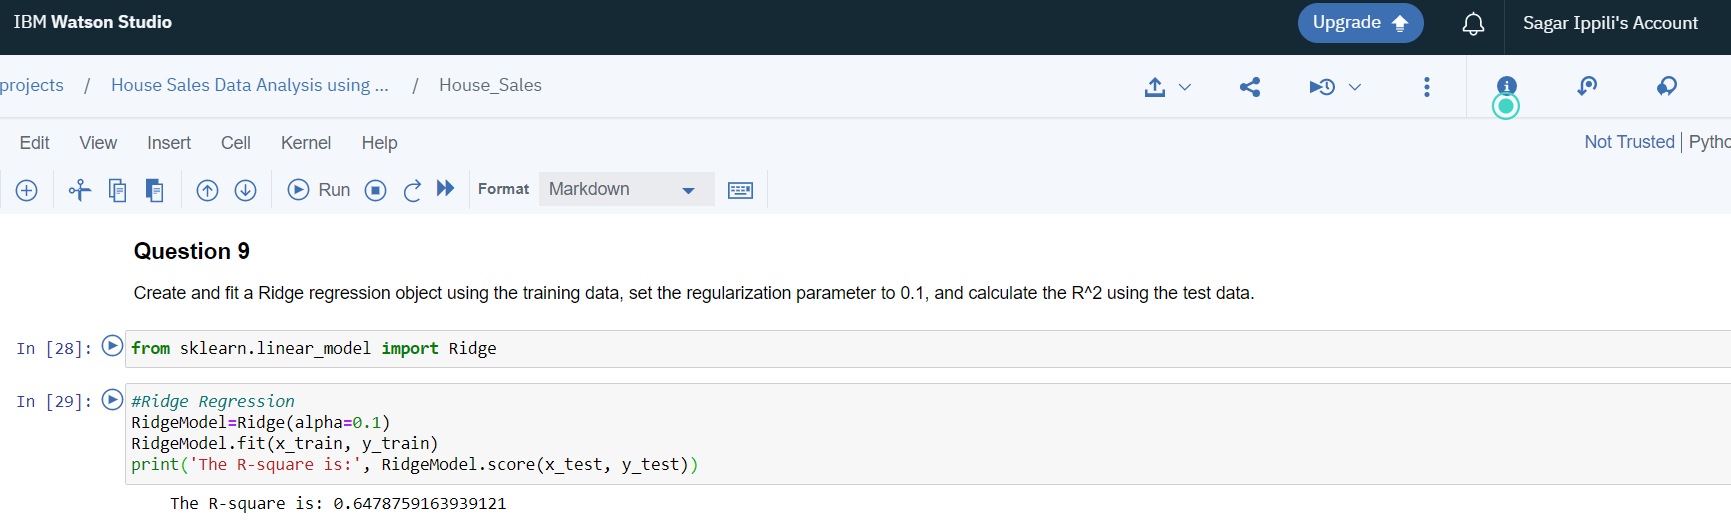 IBM Watson Studio
Upgrade
Sagar Ippili's Account
projects / House Sales Data Analysis using ... / House_Sales
Edit View Insert Cell Kernel Help
Not Trusted
Run Format Markdown
Question 9
Create and fit a Ridge regression object using the training data, set the regularization parameter to 0.1, and calculate the R^2 using the test data.
In [28]: from sklearn.linear_model import Ridge
In [29]: #Ridge Regression
RidgeModel=Ridge(alpha=0.1)
RidgeModel.fit(x_train, y_train)
print('The R-square is:', RidgeModel.score(x_test, y_test))
The R-square is: 0.6478759163939121